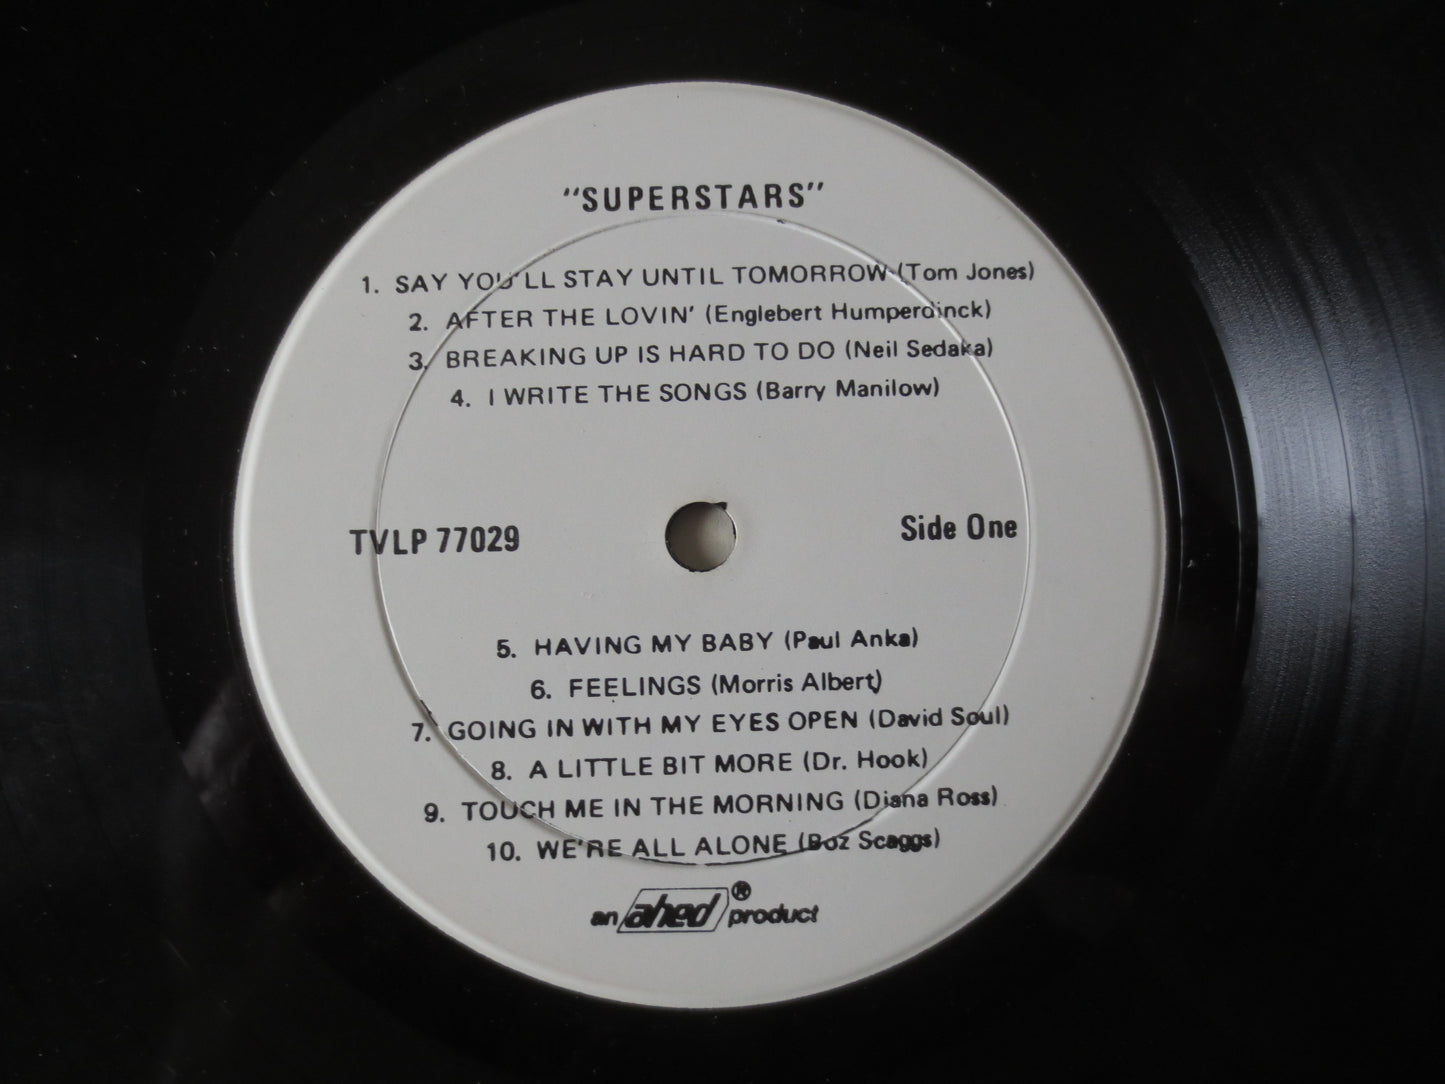 "SUPERSTARS"
1. SAY YOU'LL STAY UNTIL TOMORROW (Tom Jones)
2. AFTER THE LOVIN' (Englebert Humperdinck)
3. BREAKING UP IS HARD TO DO (Neil Sedaka)
4. I WRITE THE SONGS (Barry Manilow)
TVLP 77029
Side One
5. HAVING MY BABY (Paul Anka)
6. FEELINGS (Morris Albert)
7. GOING IN WITH MY EYES OPEN (David Soul)
8. A LITTLE BIT MORE (Dr. Hook)
9. TOUCH ME IN THE MORNING (Diana Ross)
10. WE'RE ALL ALONE (Boz Scaggs)
an ahed® product